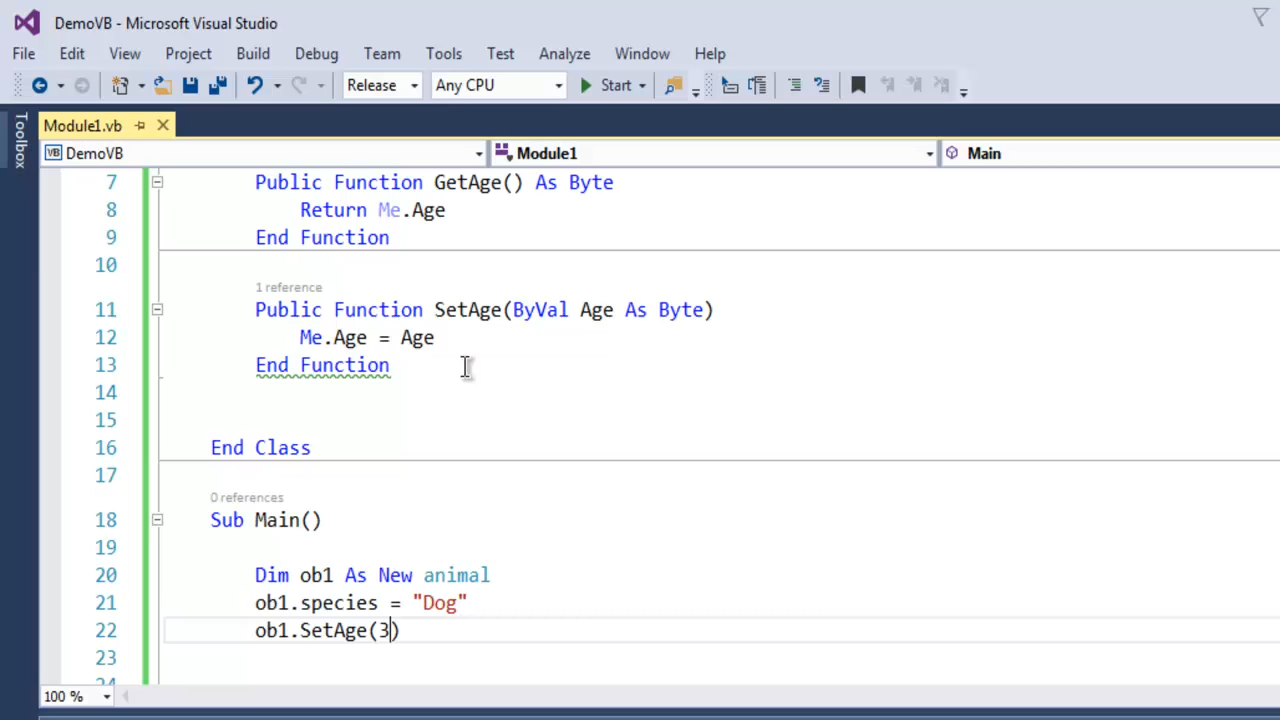 DemoVB - Microsoft Visual Studio
File Edit View Project Build Debug Team Tools Test Analyze Window Help
Release Any CPU Start
Toolbox
Module1.vb
DemoVB Module1 Main
7 Public Function GetAge() As Byte
8 Return Me.Age
9 End Function
10
1 reference
11 Public Function SetAge(ByVal Age As Byte)
12 Me.Age = Age
13 End Function
14
15
16 End Class
17
0 references
18 Sub Main()
19
20 Dim ob1 As New animal
21 ob1.species = "Dog"
22 ob1.SetAge(3)
23
24
100 %